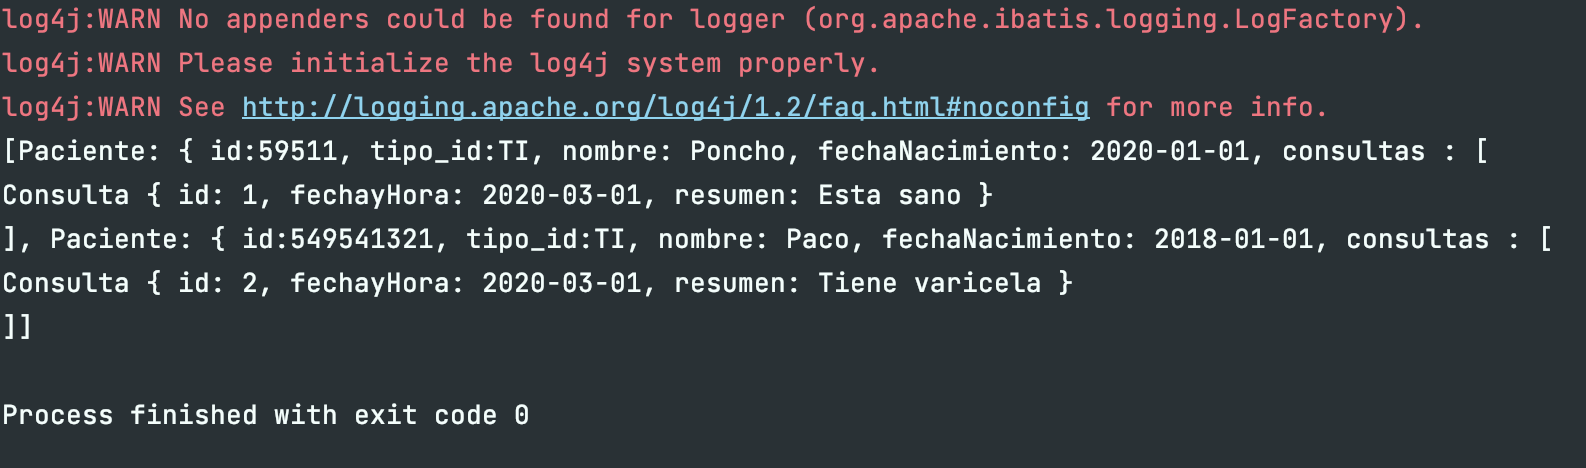 log4j:WARN No appenders could be found for logger (org.apache.ibatis.logging.LogFactory).
log4j:WARN Please initialize the log4j system properly.
log4j:WARN See http://logging.apache.org/log4j/1.2/faq.html#noconfig for more info.
[Paciente: { id:59511, tipo_id:TI, nombre: Poncho, fechaNacimiento: 2020-01-01, consultas : [
Consulta { id: 1, fechayHora: 2020-03-01, resumen: Esta sano }
], Paciente: { id:549541321, tipo_id:TI, nombre: Paco, fechaNacimiento: 2018-01-01, consultas : [
Consulta { id: 2, fechayHora: 2020-03-01, resumen: Tiene varicela }
]]
Process finished with exit code 0